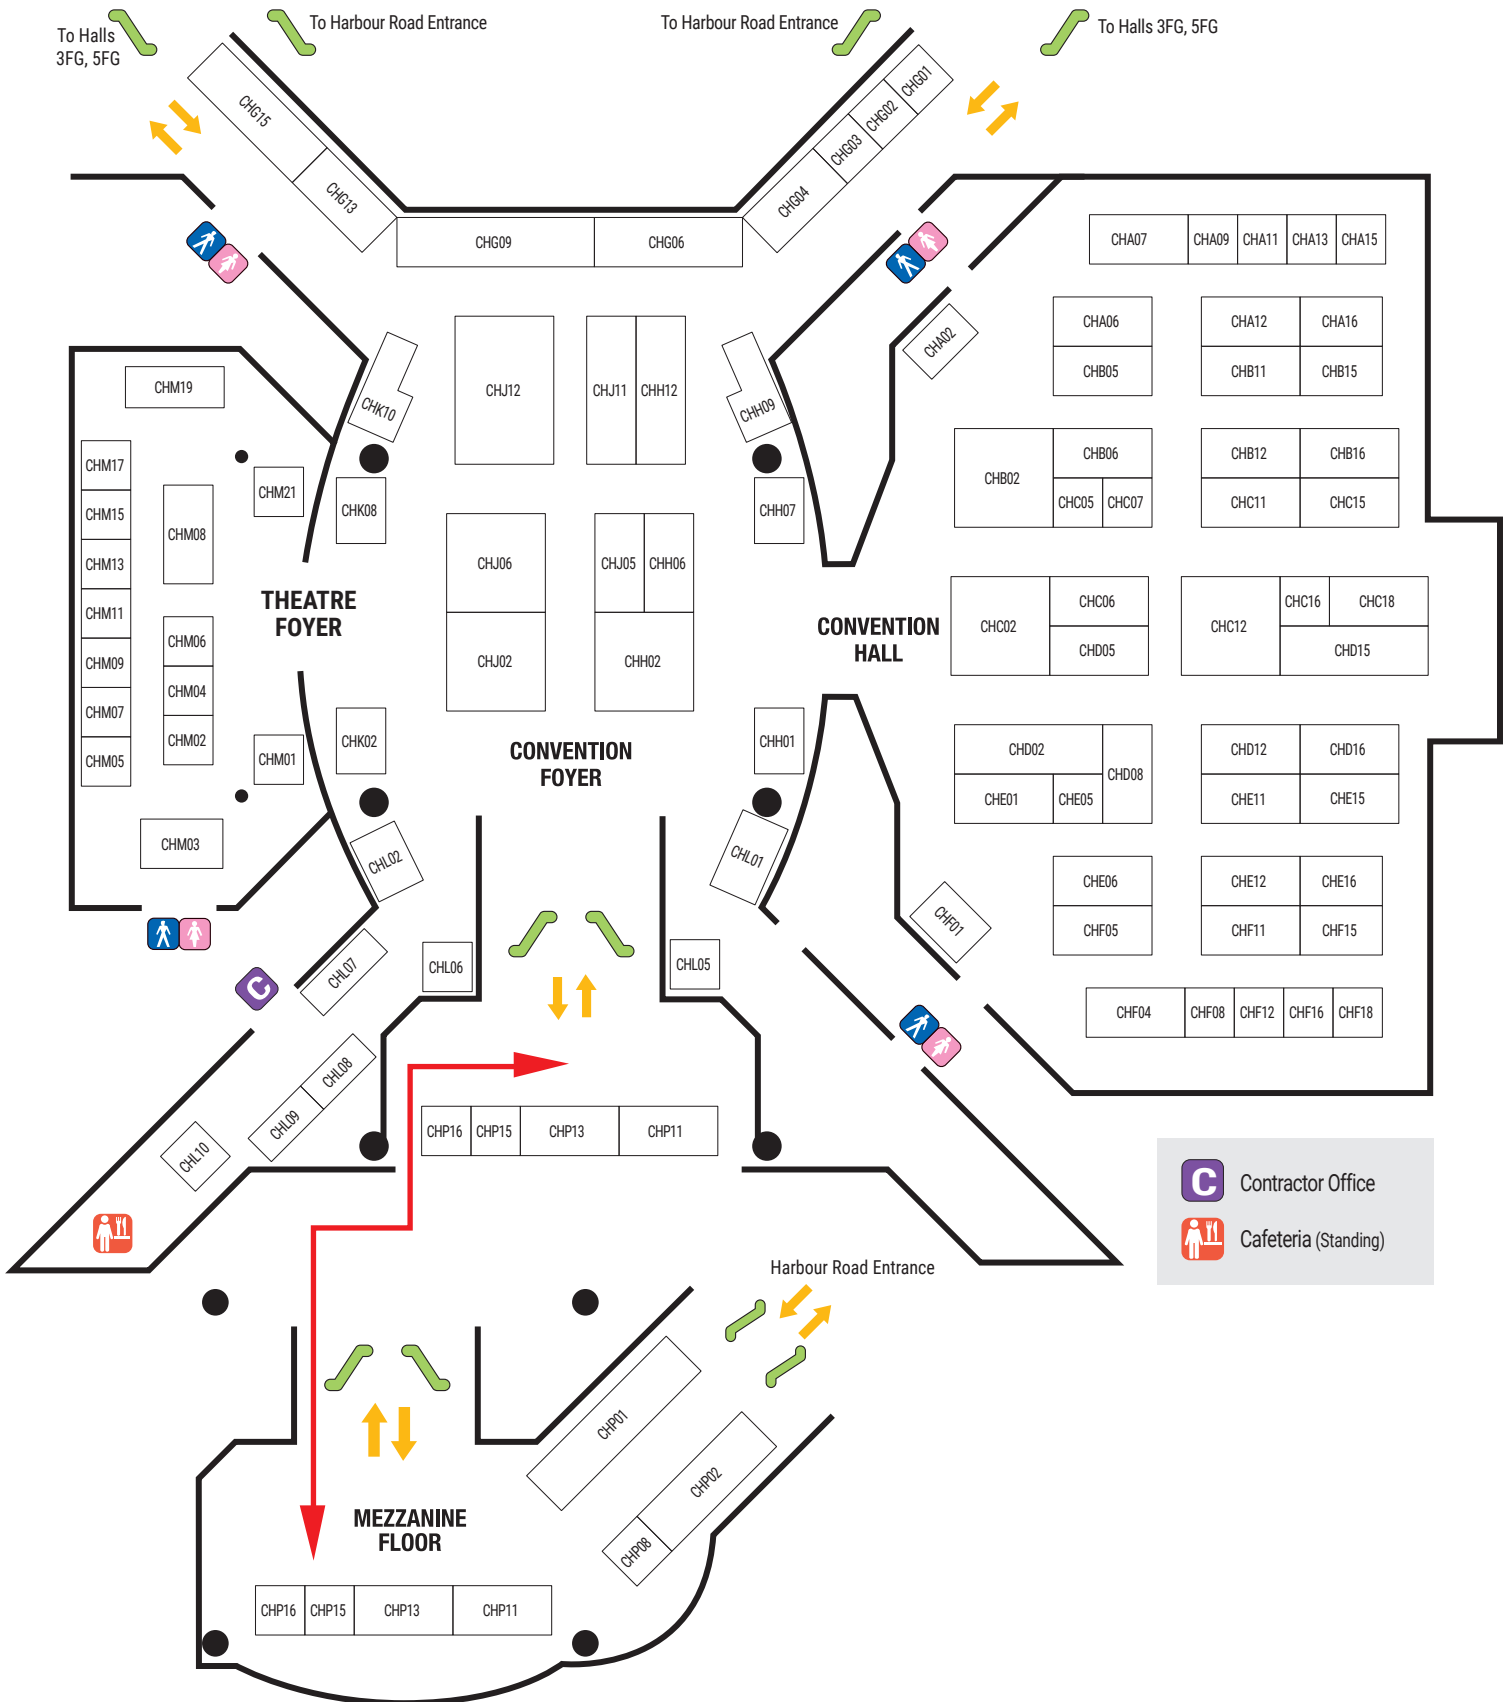 To Halls
3FG, 5FG
To Harbour Road Entrance
To Harbour Road Entrance
To Halls 3FG, 5FG
CHG15
CHG13
CHG09
CHG06
CHG04
CHG03
CHG02
CHG01
CHA07
CHA09
CHA11
CHA13
CHA15
CHA02
CHA06
CHA12
CHA16
CHB05
CHB11
CHB15
CHM19
CHK10
CHJ12
CHJ11
CHH12
CHH09
CHB02
CHB06
CHC05
CHC07
CHB12
CHB16
CHC11
CHC15
CHM17
CHM15
CHM13
CHM11
CHM09
CHM07
CHM05
CHM08
CHM06
CHM04
CHM02
CHM21
CHM01
CHM03
CHK08
CHH07
CHJ06
CHJ05
CHH06
CHJ02
CHH02
THEATRE
FOYER
CONVENTION
HALL
CONVENTION
FOYER
CHC02
CHC06
CHD05
CHC12
CHC16
CHC18
CHD15
CHK02
CHH01
CHD02
CHD08
CHE01
CHE05
CHD12
CHD16
CHE11
CHE15
CHL02
CHL01
CHF01
CHE06
CHF05
CHE12
CHE16
CHF11
CHF15
CHL07
CHL06
CHL05
C
CHF04
CHF08
CHF12
CHF16
CHF18
CHL08
CHL09
CHL10
CHP16
CHP15
CHP13
CHP11
C
Contractor Office
Cafeteria (Standing)
Harbour Road Entrance
CHP01
CHP02
CHP08
MEZZANINE
FLOOR
CHP16
CHP15
CHP13
CHP11